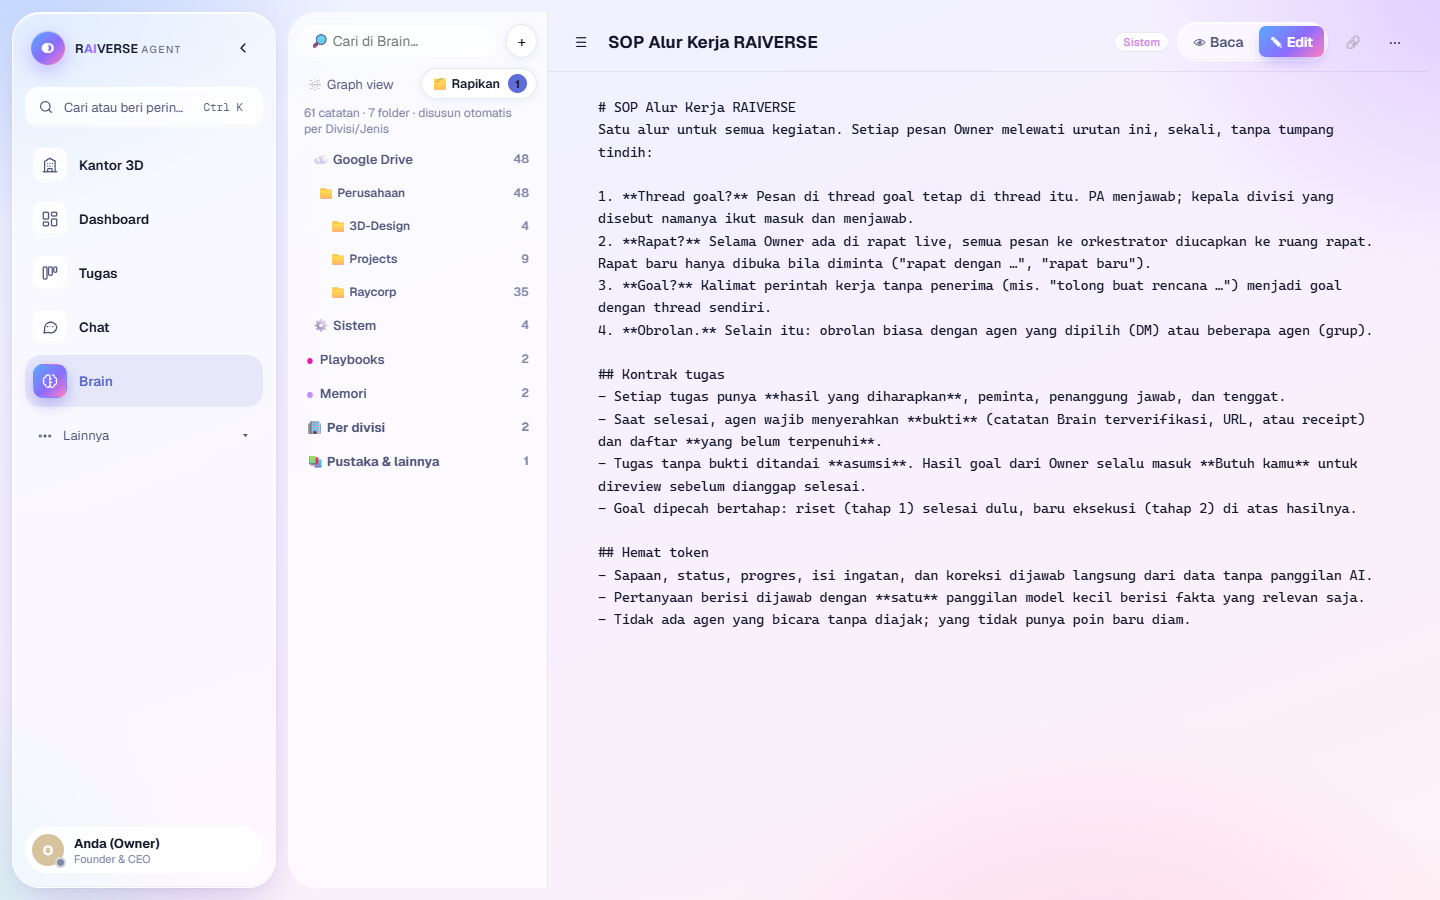 RAIVERSE AGENT
Cari atau beri perin… Ctrl K
Kantor 3D
Dashboard
Tugas
Chat
Brain
Lainnya
O
Anda (Owner)
Founder & CEO
Cari di Brain…
+
Graph view
Rapikan 1
61 catatan · 7 folder · disusun otomatis
per Divisi/Jenis
Google Drive 48
Perusahaan 48
3D-Design 4
Projects 9
Raycorp 35
Sistem 4
Playbooks 2
Memori 2
Per divisi 2
Pustaka & lainnya 1
SOP Alur Kerja RAIVERSE
Sistem
Baca
Edit
# SOP Alur Kerja RAIVERSE
Satu alur untuk semua kegiatan. Setiap pesan Owner melewati urutan ini, sekali, tanpa tumpang
tindih:
1. **Thread goal?** Pesan di thread goal tetap di thread itu. PA menjawab; kepala divisi yang
disebut namanya ikut masuk dan menjawab.
2. **Rapat?** Selama Owner ada di rapat live, semua pesan ke orkestrator diucapkan ke ruang rapat.
Rapat baru hanya dibuka bila diminta ("rapat dengan …", "rapat baru").
3. **Goal?** Kalimat perintah kerja tanpa penerima (mis. "tolong buat rencana …") menjadi goal
dengan thread sendiri.
4. **Obrolan.** Selain itu: obrolan biasa dengan agen yang dipilih (DM) atau beberapa agen (grup).
## Kontrak tugas
– Setiap tugas punya **hasil yang diharapkan**, peminta, penanggung jawab, dan tenggat.
– Saat selesai, agen wajib menyerahkan **bukti** (catatan Brain terverifikasi, URL, atau receipt)
dan daftar **yang belum terpenuhi**.
– Tugas tanpa bukti ditandai **asumsi**. Hasil goal dari Owner selalu masuk **Butuh kamu** untuk
direview sebelum dianggap selesai.
– Goal dipecah bertahap: riset (tahap 1) selesai dulu, baru eksekusi (tahap 2) di atas hasilnya.
## Hemat token
– Sapaan, status, progres, isi ingatan, dan koreksi dijawab langsung dari data tanpa panggilan AI.
– Pertanyaan berisi dijawab dengan **satu** panggilan model kecil berisi fakta yang relevan saja.
– Tidak ada agen yang bicara tanpa diajak; yang tidak punya poin baru diam.